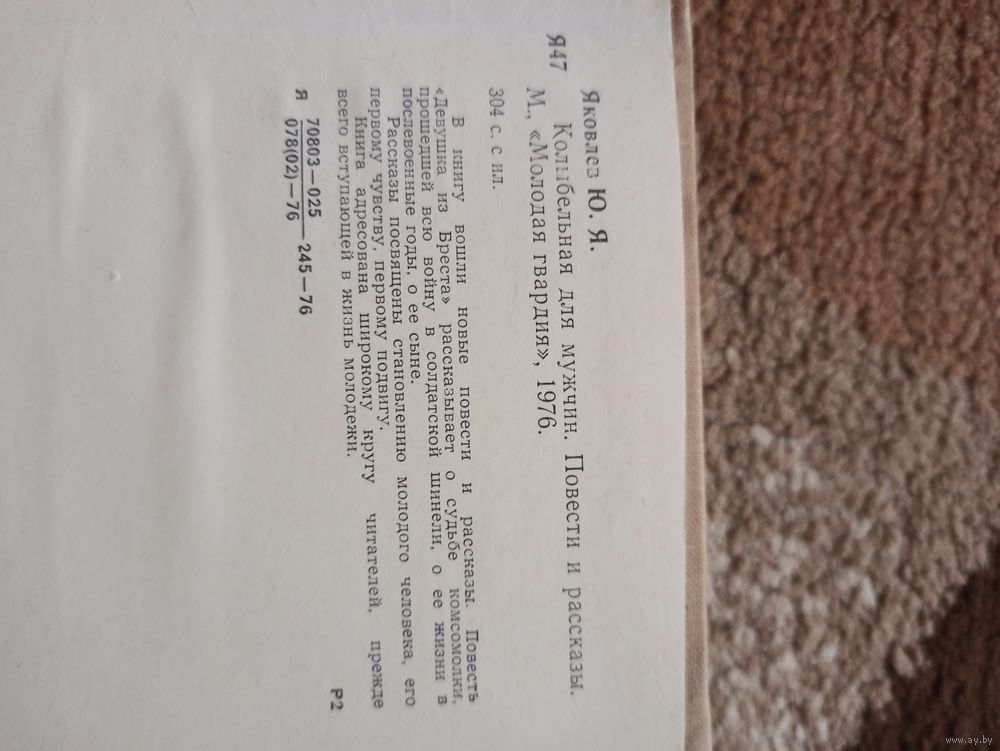 Яковлев Ю. Я.
Я47 Колыбельная для мужчин. Повести и рассказы.
М., «Молодая гвардия», 1976.
304 с. с ил.
В книгу вошли новые повести и рассказы. Повесть
«Девушка из Бреста» рассказывает о судьбе комсомолки,
прошедшей всю войну в солдатской шинели, о ее жизни в
послевоенные годы, о ее сыне.
Рассказы посвящены становлению молодого человека, его
первому чувству, первому подвигу.
Книга адресована широкому кругу читателей, прежде
всего вступающей в жизнь молодежи.
Я 70803—025
078(02)—76 — 245—76
Р2
www.ay.by